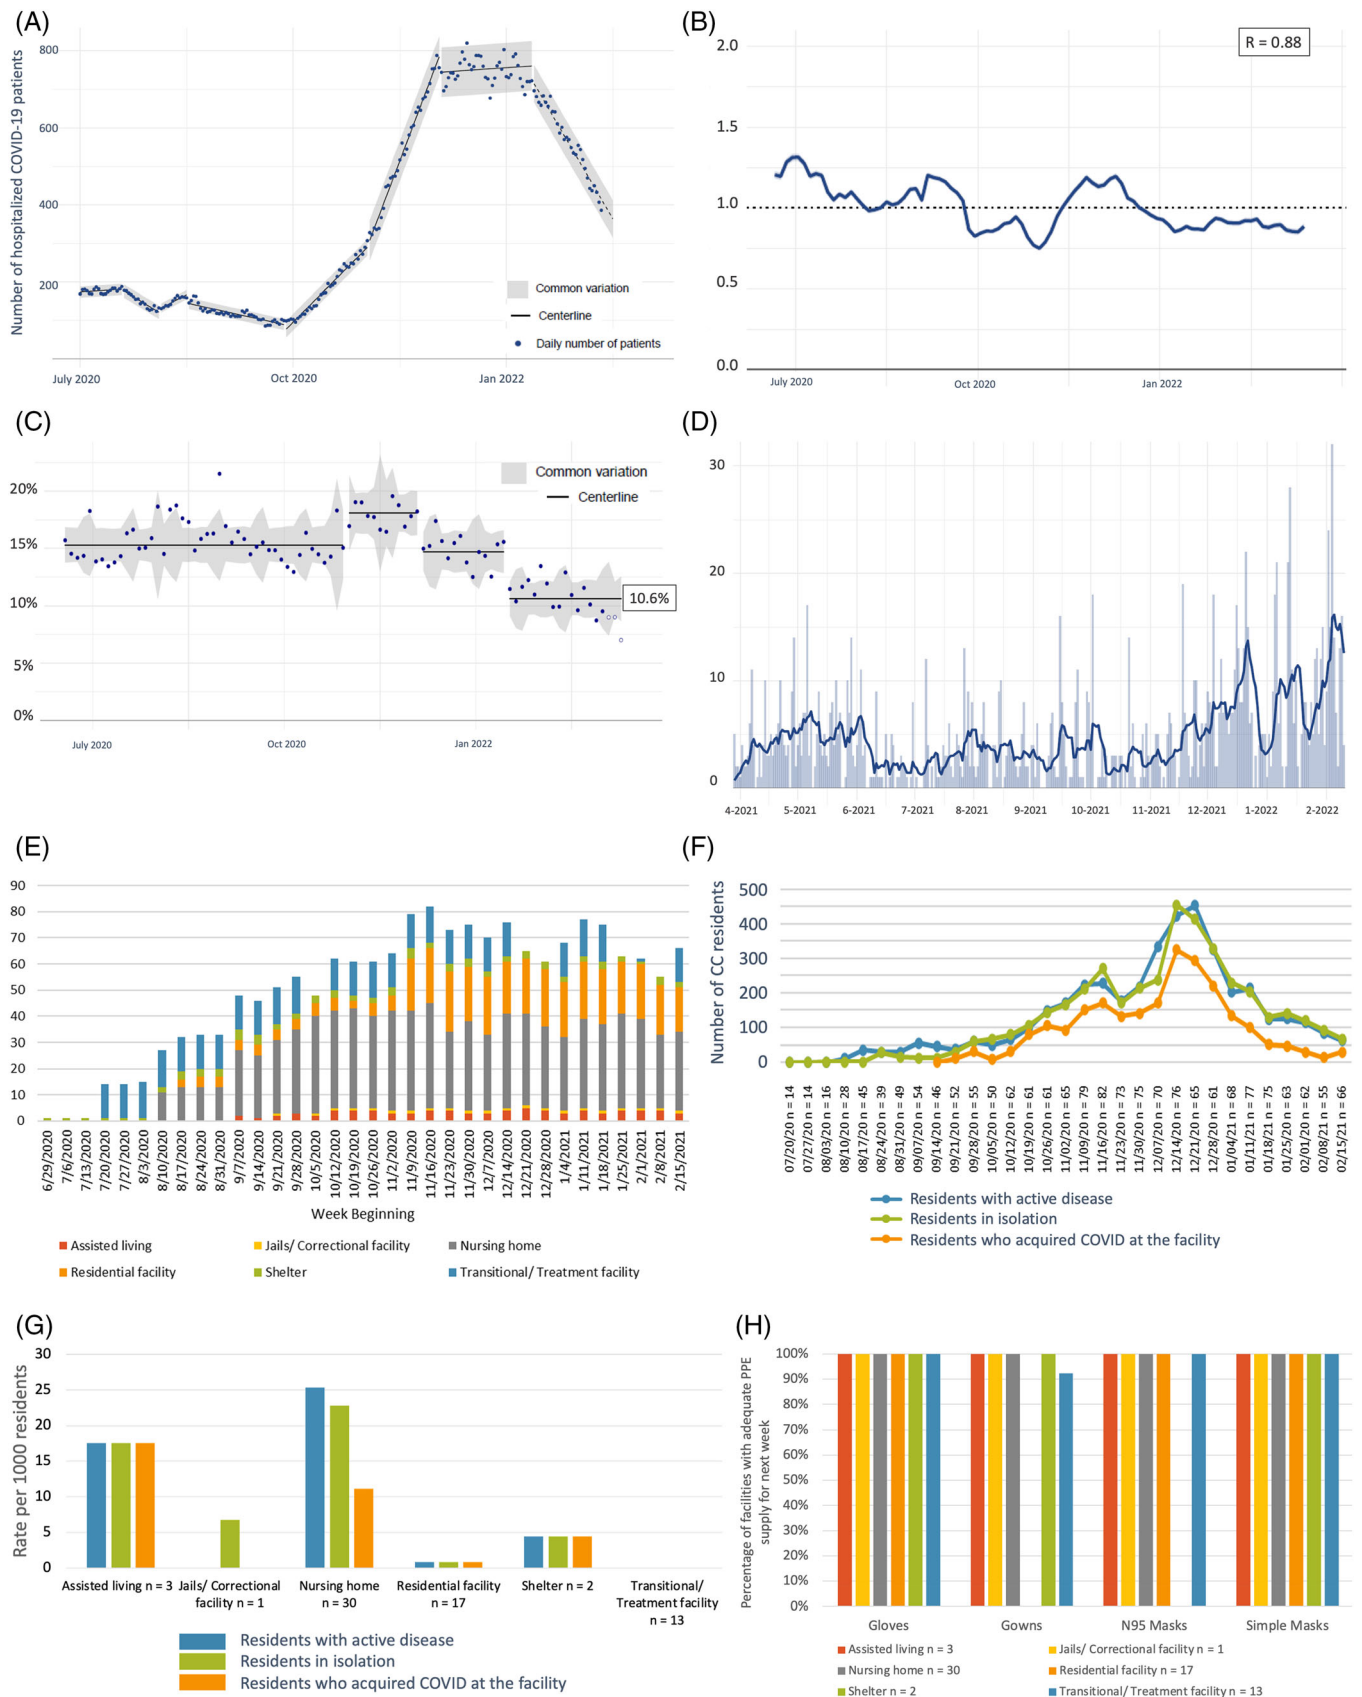 (A)
Number of hospitalized COVID-19 patients
800
600
400
200
Common variation
Centerline
Daily number of patients
July 2020
Oct 2020
Jan 2022
(B)
R = 0.88
2.0
1.5
1.0
0.5
0.0
July 2020
Oct 2020
Jan 2022
(C)
20%
15%
10%
5%
0%
Common variation
Centerline
10.6%
July 2020
Oct 2020
Jan 2022
(D)
30
20
10
0
4-2021
5-2021
6-2021
7-2021
8-2021
9-2021
10-2021
11-2021
12-2021
1-2022
2-2022
(E)
90
80
70
60
50
40
30
20
10
0
6/29/2020
7/6/2020
7/13/2020
7/20/2020
7/27/2020
8/3/2020
8/10/2020
8/17/2020
8/24/2020
8/31/2020
9/7/2020
9/14/2020
9/21/2020
9/28/2020
10/5/2020
10/12/2020
10/19/2020
10/26/2020
11/2/2020
11/9/2020
11/16/2020
11/23/2020
11/30/2020
12/7/2020
12/14/2020
12/21/2020
12/28/2020
1/4/2021
1/11/2021
1/18/2021
1/25/2021
2/1/2021
2/8/2021
2/15/2021
Week Beginning
Assisted living
Jails/ Correctional facility
Nursing home
Residential facility
Shelter
Transitional/ Treatment facility
(F)
Number of CC residents
500
400
300
200
100
0
07/20/20 n = 14
07/27/20 n = 14
08/03/20 n = 16
08/10/20 n = 28
08/17/20 n = 45
08/24/20 n = 39
08/31/20 n = 49
09/07/20 n = 54
09/14/20 n = 46
09/21/20 n = 52
09/28/20 n = 55
10/05/20 n = 50
10/12/20 n = 62
10/19/20 n = 61
10/26/20 n = 61
11/02/20 n = 65
11/09/20 n = 79
11/16/20 n = 82
11/23/20 n = 73
11/30/20 n = 75
12/07/20 n = 70
12/14/20 n = 76
12/21/20 n = 65
12/28/20 n = 61
01/04/21 n = 68
01/11/21 n = 77
01/18/21 n = 75
01/25/20 n = 63
02/01/20 n = 62
02/08/21 n = 55
02/15/21 n = 66
Residents with active disease
Residents in isolation
Residents who acquired COVID at the facility
(G)
Rate per 1000 residents
30
25
20
15
10
5
0
Assisted living n = 3
Jails/ Correctional
facility n = 1
Nursing home
n = 30
Residential facility
n = 17
Shelter n = 2
Transitional/
Treatment facility
n = 13
Residents with active disease
Residents in isolation
Residents who acquired COVID at the facility
(H)
Percentage of facilities with adequate PPE
supply for next week
100%
90%
80%
70%
60%
50%
40%
30%
20%
10%
0%
Gloves
Gowns
N95 Masks
Simple Masks
Assisted living n = 3
Jails/ Correctional facility n = 1
Nursing home n = 30
Residential facility n = 17
Shelter n = 2
Transitional/ Treatment facility n = 13